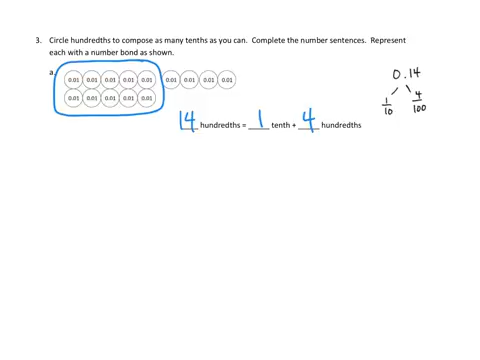 3. Circle hundredths to compose as many tenths as you can. Complete the number sentences. Represent
each with a number bond as shown.
0.14
a.
0.01 0.01 0.01 0.01 0.01 0.01 0.01 0.01 0.01
0.01 0.01 0.01 0.01 0.01
1/10 4/100
14 hundredths = 1 tenth + 4 hundredths